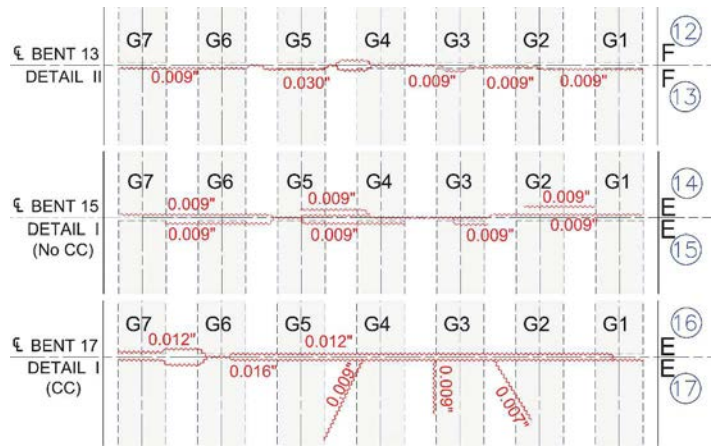 G7 G6 G5 G4 G3 G2 G1 12
℄ BENT 13 F
DETAIL II F
0.009" 0.030" 0.009" 0.009" 0.009" 13
G7 G6 G5 G4 G3 G2 G1 14
0.009" 0.009" 0.009"
℄ BENT 15 E
DETAIL I E
0.009" 0.009" 0.009" 0.009" 15
(No CC)
G7 G6 G5 G4 G3 G2 G1 16
0.012" 0.012"
℄ BENT 17 E
DETAIL I E
0.016" 0.009" 0.009" 0.007" 17
(CC)